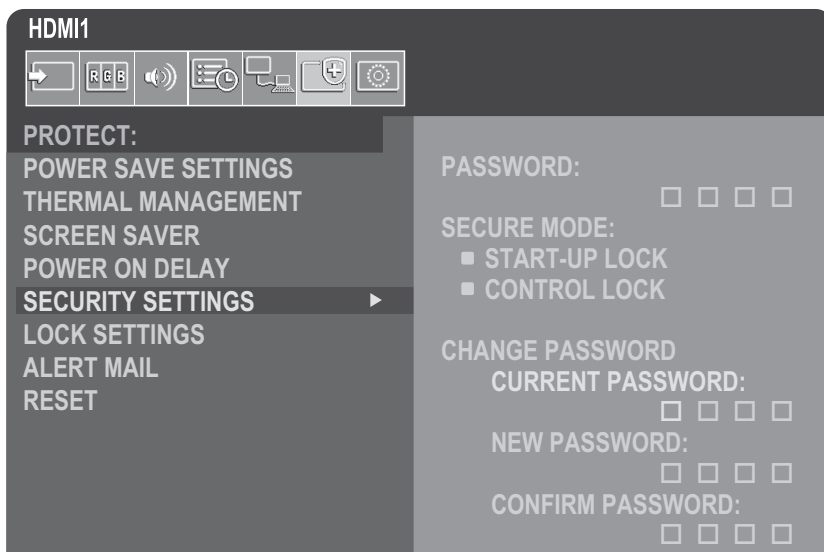 HDMI1
R G B
PROTECT:
POWER SAVE SETTINGS
THERMAL MANAGEMENT
SCREEN SAVER
POWER ON DELAY
SECURITY SETTINGS
LOCK SETTINGS
ALERT MAIL
RESET
PASSWORD:
SECURE MODE:
START-UP LOCK
CONTROL LOCK
CHANGE PASSWORD
CURRENT PASSWORD:
NEW PASSWORD:
CONFIRM PASSWORD: